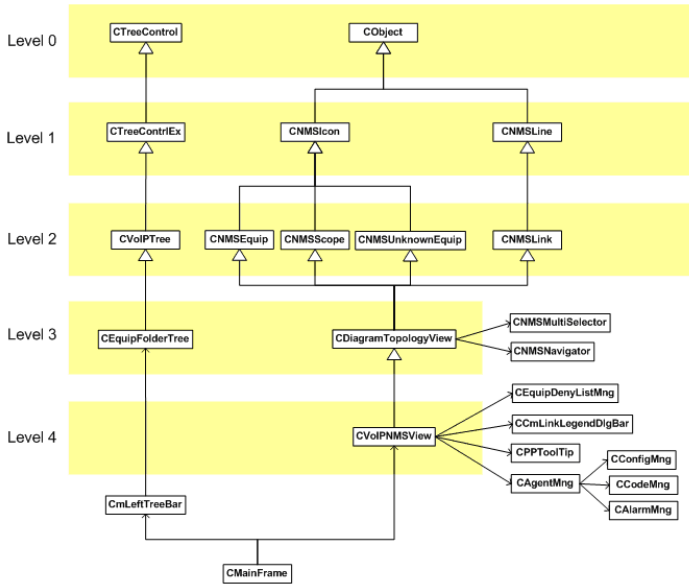 Level 0
CTreeControl
CObject
Level 1
CTreeContrlEx
CNMSIcon
CNMSLine
Level 2
CVoIPTree
CNMSEquip
CNMSScope
CNMSUnknownEquip
CNMSLink
Level 3
CEquipFolderTree
CDiagramTopologyView
CNMSMultiSelector
CNMSNavigator
Level 4
CVoIPNMSView
CEquipDenyListMng
CCmLinkLegendDlgBar
CPPToolTip
CAgentMng
CConfigMng
CCodeMng
CAlarmMng
CmLeftTreeBar
CMainFrame